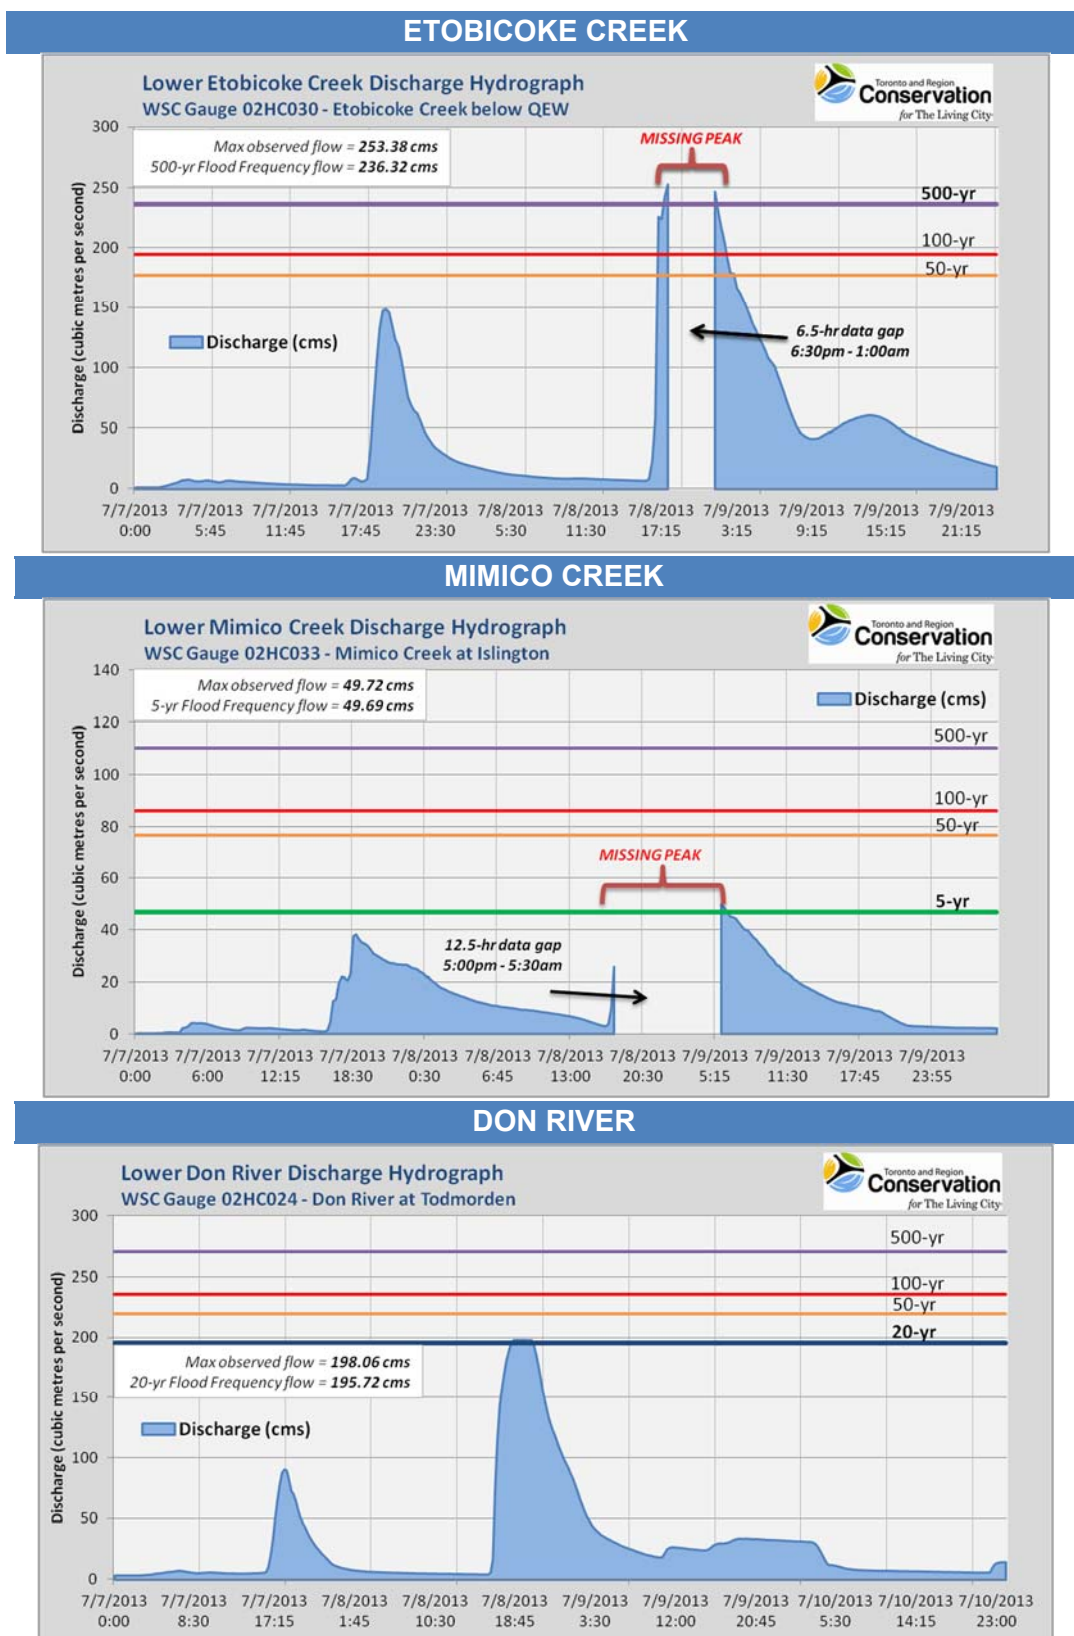 ETOBICOKE CREEK
Lower Etobicoke Creek Discharge Hydrograph
WSC Gauge 02HC030 - Etobicoke Creek below QEW
Toronto and Region
Conservation
for The Living City
Max observed flow = 253.38 cms
500-yr Flood Frequency flow = 236.32 cms
MISSING PEAK
500-yr
100-yr
50-yr
Discharge (cms)
6.5-hr data gap
6:30pm - 1:00am
Discharge (cubic metres per second)
300
250
200
150
100
50
0
7/7/2013 7/7/2013 7/7/2013 7/7/2013 7/7/2013 7/8/2013 7/8/2013 7/8/2013 7/9/2013 7/9/2013 7/9/2013 7/9/2013
0:00 5:45 11:45 17:45 23:30 5:30 11:30 17:15 3:15 9:15 15:15 21:15
MIMICO CREEK
Lower Mimico Creek Discharge Hydrograph
WSC Gauge 02HC033 - Mimico Creek at Islington
Toronto and Region
Conservation
for The Living City
Max observed flow = 49.72 cms
5-yr Flood Frequency flow = 49.69 cms
Discharge (cms)
500-yr
100-yr
50-yr
MISSING PEAK
5-yr
12.5-hr data gap
5:00pm - 5:30am
Discharge (cubic metres per second)
140
120
100
80
60
40
20
0
7/7/2013 7/7/2013 7/7/2013 7/7/2013 7/8/2013 7/8/2013 7/8/2013 7/8/2013 7/9/2013 7/9/2013 7/9/2013 7/9/2013
0:00 6:00 12:15 18:30 0:30 6:45 13:00 20:30 5:15 11:30 17:45 23:55
DON RIVER
Lower Don River Discharge Hydrograph
WSC Gauge 02HC024 - Don River at Todmorden
Toronto and Region
Conservation
for The Living City
500-yr
100-yr
50-yr
20-yr
Max observed flow = 198.06 cms
20-yr Flood Frequency flow = 195.72 cms
Discharge (cms)
Discharge (cubic metres per second)
300
250
200
150
100
50
0
7/7/2013 7/7/2013 7/7/2013 7/8/2013 7/8/2013 7/8/2013 7/9/2013 7/9/2013 7/9/2013 7/10/2013 7/10/2013 7/10/2013
0:00 8:30 17:15 1:45 10:30 18:45 3:30 12:00 20:45 5:30 14:15 23:00